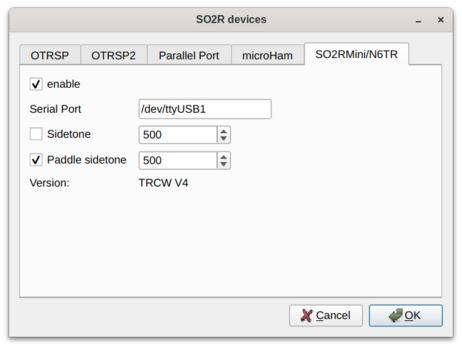 SO2R devices
OTRSP OTRSP2 Parallel Port microHam SO2RMini/N6TR
enable
Serial Port /dev/ttyUSB1
Sidetone 500
Paddle sidetone 500
Version: TRCW V4
Cancel OK